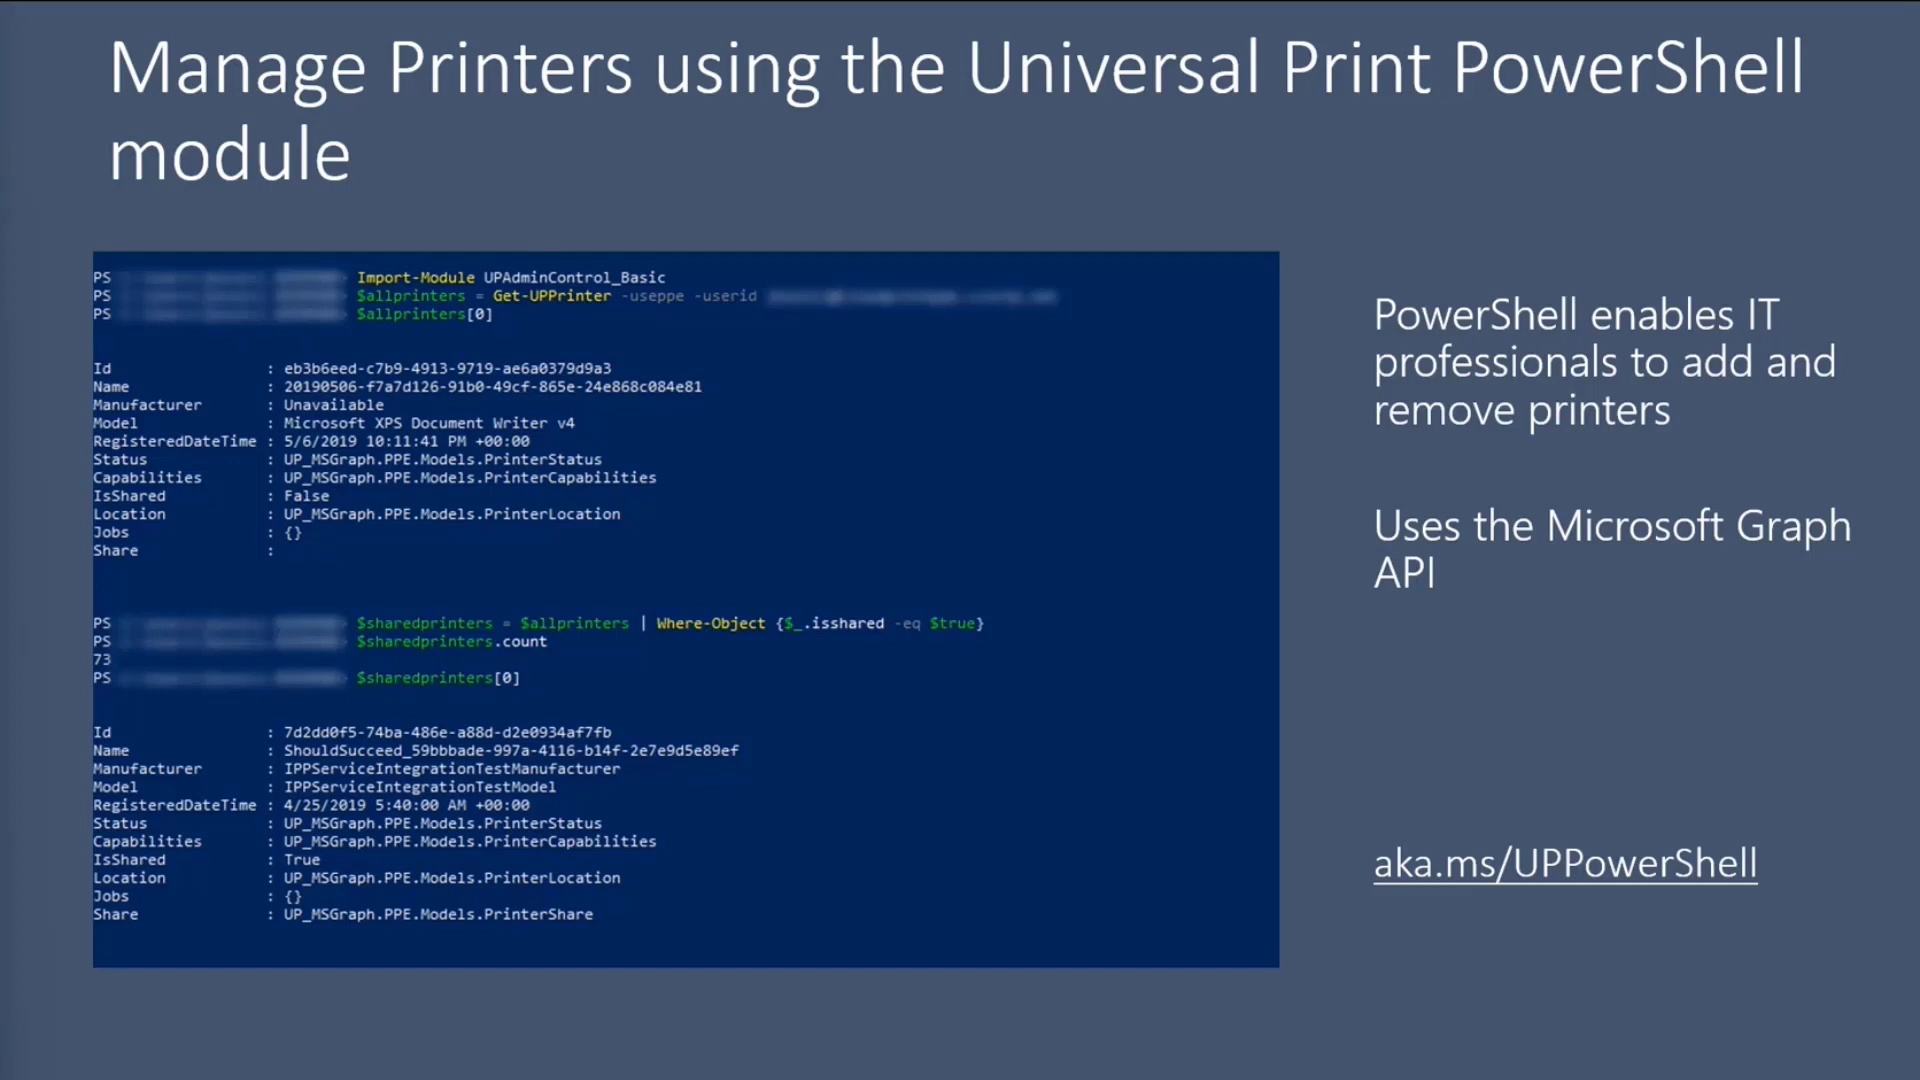 Manage Printers using the Universal Print PowerShell
module
PS Import-Module UPAdminControl_Basic
PS $allprinters = Get-UPPrinter -useppe -userid
PS $allprinters[0]
Id : eb3b6eed-c7b9-4913-9719-ae6a0379d9a3
Name : 20190506-f7a7d126-91b0-49cf-865e-24e868c084e81
Manufacturer : Unavailable
Model : Microsoft XPS Document Writer v4
RegisteredDateTime : 5/6/2019 10:11:41 PM +00:00
Status : UP_MSGraph.PPE.Models.PrinterStatus
Capabilities : UP_MSGraph.PPE.Models.PrinterCapabilities
IsShared : False
Location : UP_MSGraph.PPE.Models.PrinterLocation
Jobs : {}
Share :
PS $sharedprinters = $allprinters | Where-Object {$_.isshared -eq $true}
PS $sharedprinters.count
73
PS $sharedprinters[0]
Id : 7d2dd0f5-74ba-486e-a88d-d2e0934af7fb
Name : ShouldSucceed_59bbbade-997a-4116-b14f-2e7e9d5e89ef
Manufacturer : IPPServiceIntegrationTestManufacturer
Model : IPPServiceIntegrationTestModel
RegisteredDateTime : 4/25/2019 5:40:00 AM +00:00
Status : UP_MSGraph.PPE.Models.PrinterStatus
Capabilities : UP_MSGraph.PPE.Models.PrinterCapabilities
IsShared : True
Location : UP_MSGraph.PPE.Models.PrinterLocation
Jobs : {}
Share : UP_MSGraph.PPE.Models.PrinterShare
PowerShell enables IT
professionals to add and
remove printers
Uses the Microsoft Graph
API
aka.ms/UPPowerShell